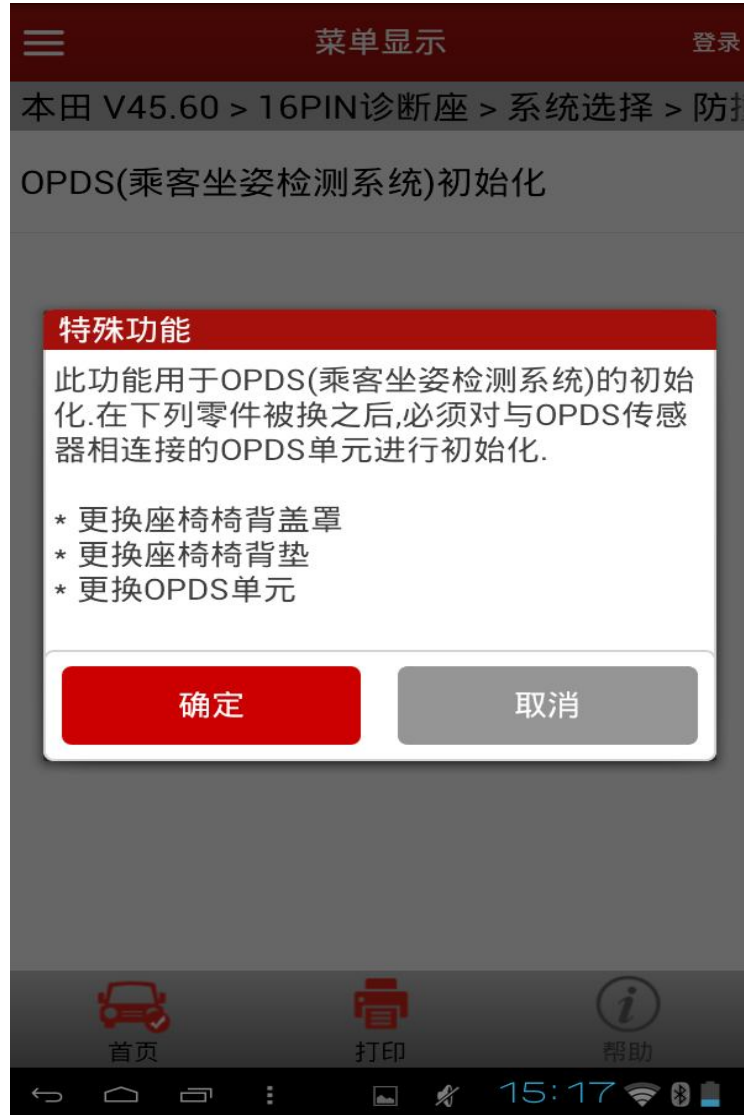 菜单显示
登录
本田 V45.60 > 16PIN诊断座 > 系统选择 > 防
OPDS(乘客坐姿检测系统)初始化
特殊功能
此功能用于OPDS(乘客坐姿检测系统)的初始
化.在下列零件被换之后,必须对与OPDS传感
器相连接的OPDS单元进行初始化.
* 更换座椅椅背盖罩
* 更换座椅椅背垫
* 更换OPDS单元
确定
取消
首页
打印
帮助
15:17